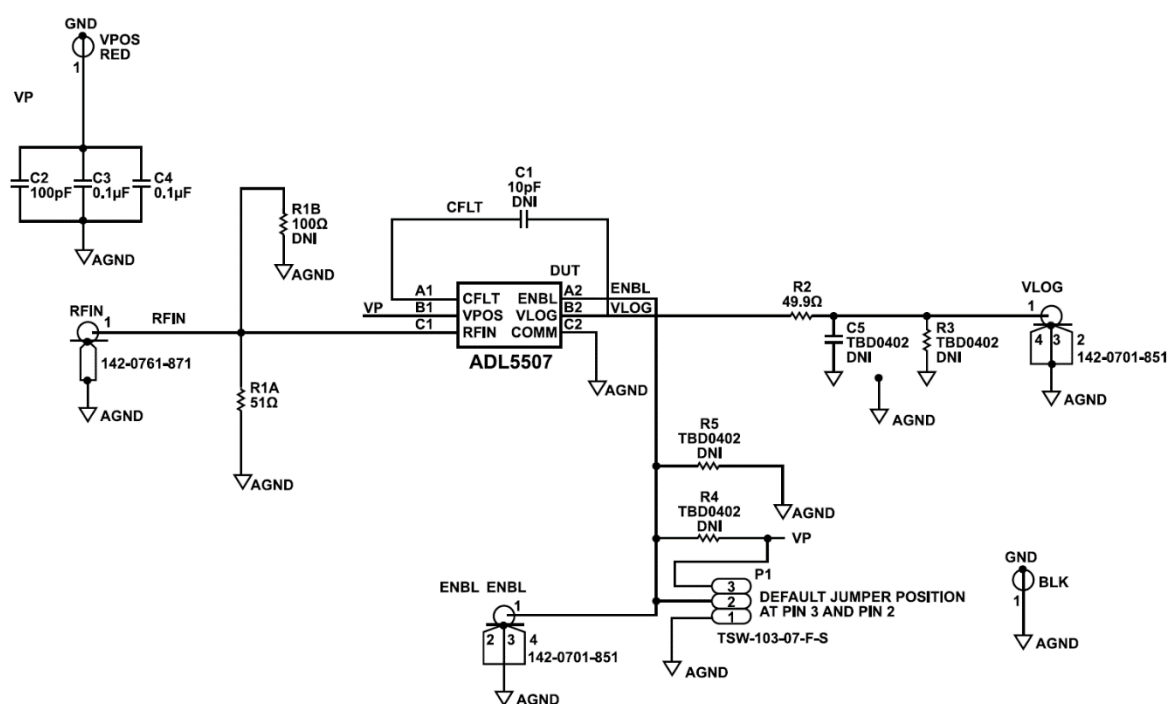 GND
VPOS
RED
1
VP
C2
100pF
C3
0.1µF
C4
0.1µF
AGND
R1B
100Ω
DNI
AGND
C1
10pF
DNI
CFLT
DUT
A1
CFLT
ENBL
A2
ENBL
VP
B1
VPOS
VLOG
B2
VLOG
C1
RFIN
COMM
C2
ADL5507
AGND
RFIN
1
RFIN
142-0761-871
AGND
R1A
51Ω
AGND
R2
49.9Ω
VLOG
1
C5
TBD0402
DNI
R3
TBD0402
DNI
4 3 2
142-0701-851
AGND
AGND
R5
TBD0402
DNI
AGND
R4
TBD0402
DNI
VP
P1
3
2
1
DEFAULT JUMPER POSITION
AT PIN 3 AND PIN 2
TSW-103-07-F-S
AGND
ENBL ENBL
1
2 3 4
142-0701-851
AGND
GND
BLK
1
AGND